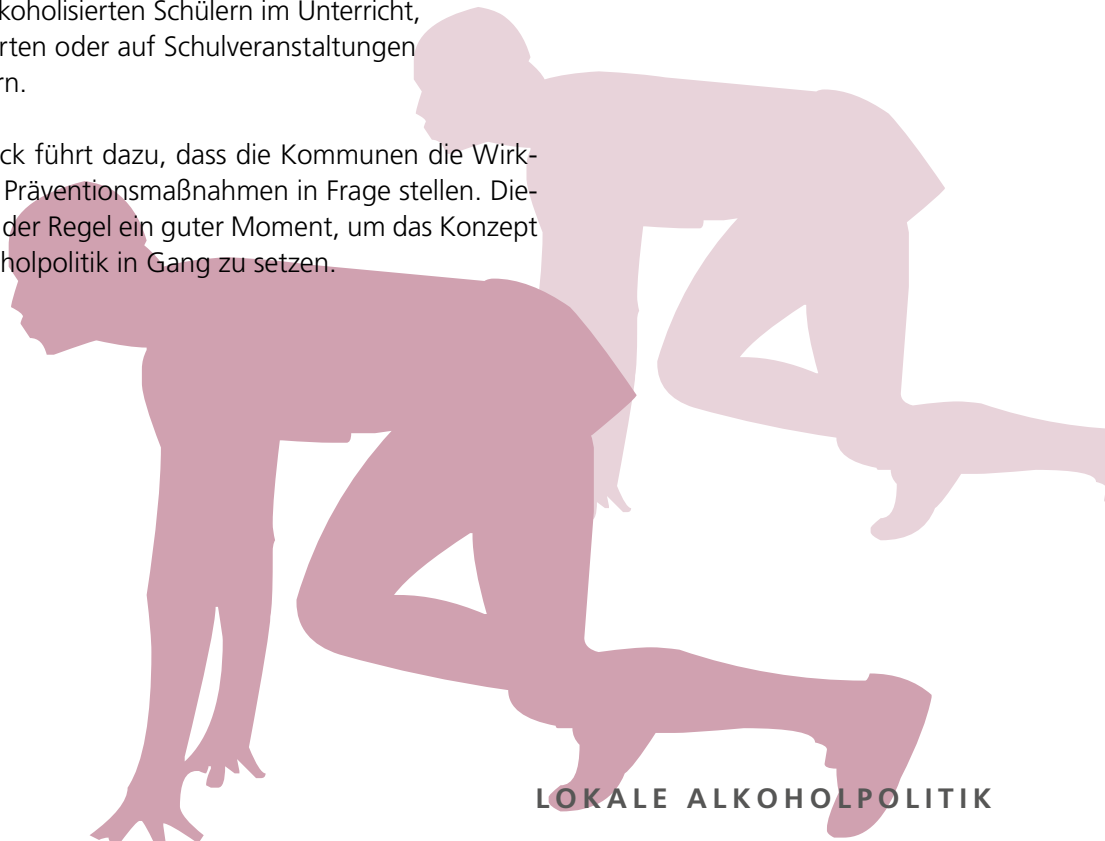 koholisierten Schülern im Unterricht,
rten oder auf Schulveranstaltungen
rn.
ck führt dazu, dass die Kommunen die Wirk-
Präventionsmaßnahmen in Frage stellen. Die-
der Regel ein guter Moment, um das Konzept
holpolitik in Gang zu setzen.
LOKALE ALKOHOLPOLITIK